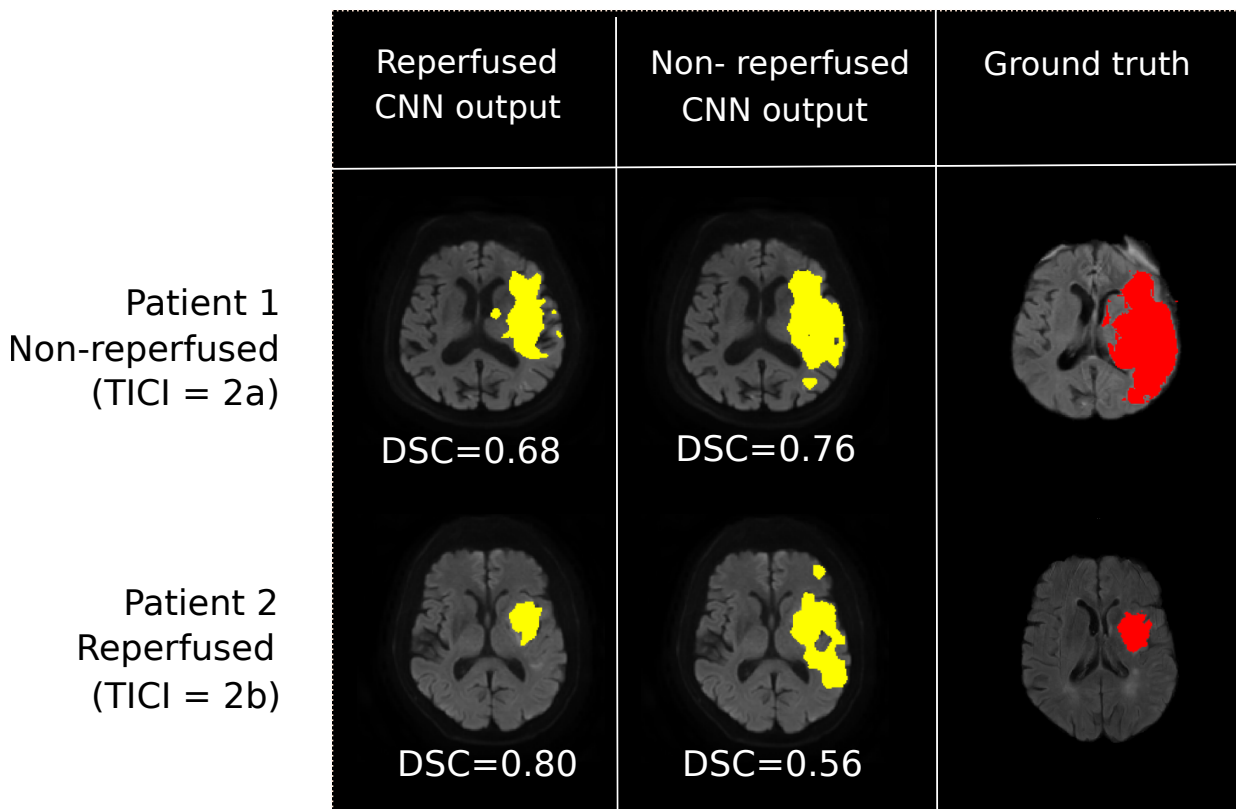 Reperfused
CNN output
Non- reperfused
CNN output
Ground truth
Patient 1
Non-reperfused
(TICI = 2a)
DSC=0.68
DSC=0.76
Patient 2
Reperfused
(TICI = 2b)
DSC=0.80
DSC=0.56